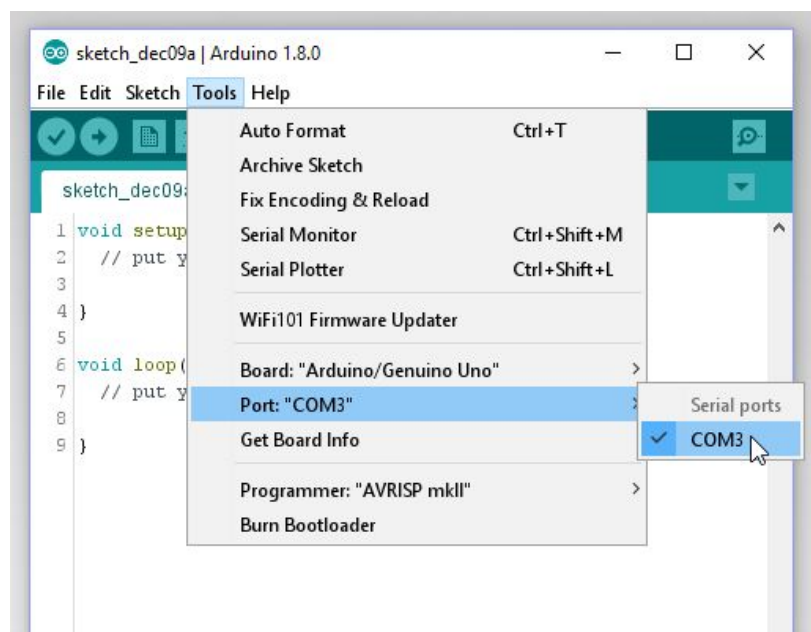 sketch_dec09a | Arduino 1.8.0
File Edit Sketch Tools Help
sketch_dec09a
Auto Format Ctrl+T
Archive Sketch
Fix Encoding & Reload
Serial Monitor Ctrl+Shift+M
Serial Plotter Ctrl+Shift+L
WiFi101 Firmware Updater
Board: "Arduino/Genuino Uno"
Port: "COM3"
Get Board Info
Programmer: "AVRISP mkII"
Burn Bootloader
Serial ports
COM3
1 void setup
2 // put y
3
4 }
5
6 void loop(
7 // put y
8
9 }